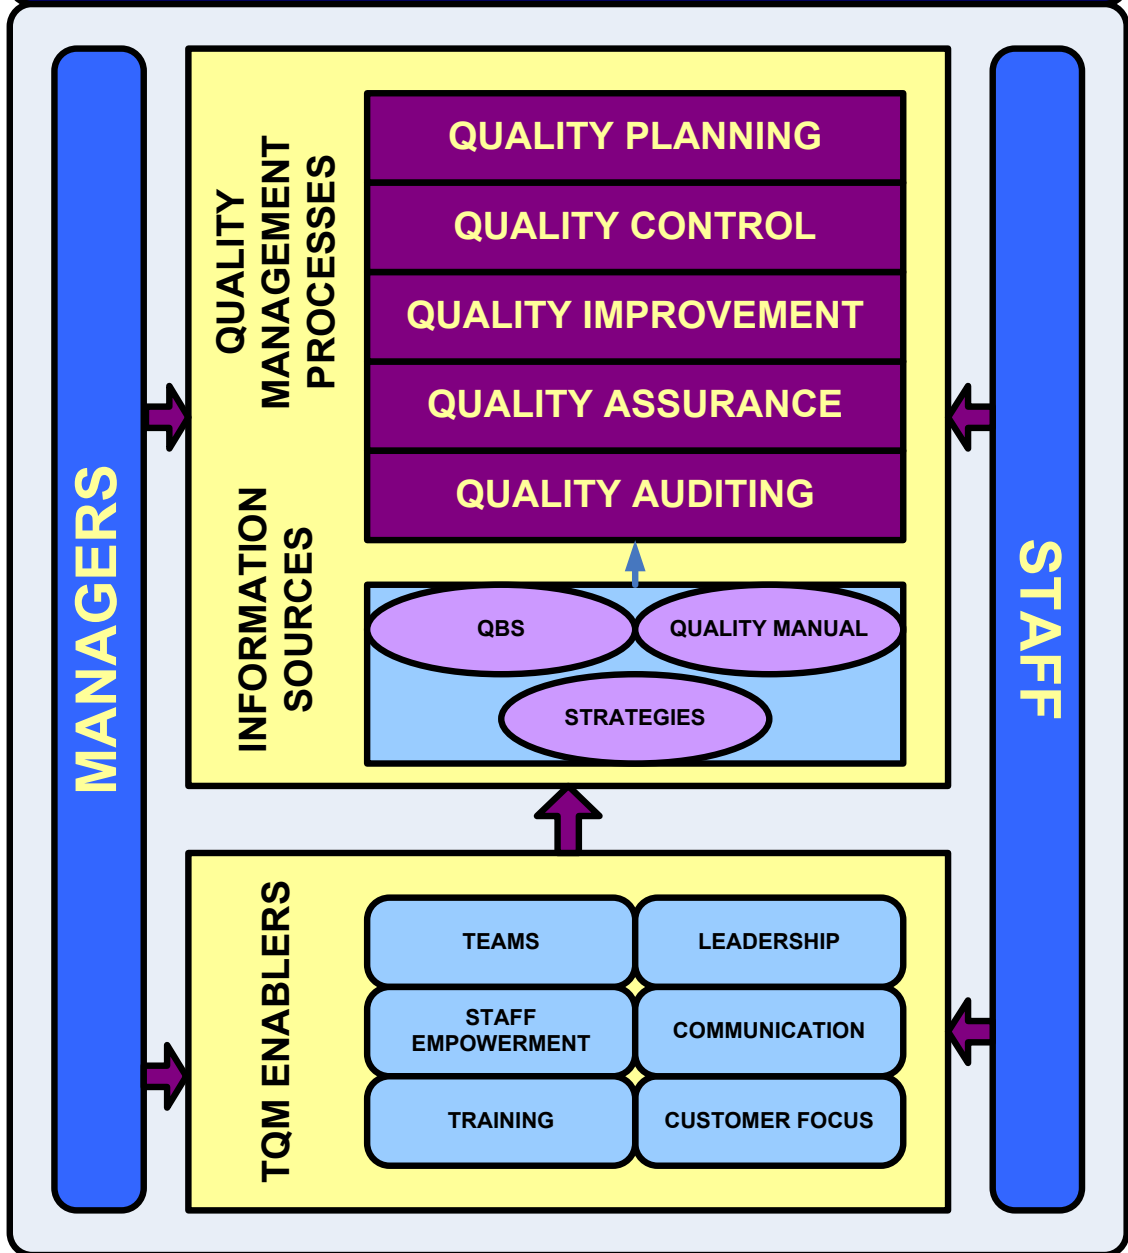 MANAGERS
QUALITY
MANAGEMENT
PROCESSES
QUALITY PLANNING
QUALITY CONTROL
QUALITY IMPROVEMENT
QUALITY ASSURANCE
QUALITY AUDITING
INFORMATION
SOURCES
QBS
QUALITY MANUAL
STRATEGIES
STAFF
TQM ENABLERS
TEAMS
LEADERSHIP
STAFF
EMPOWERMENT
COMMUNICATION
TRAINING
CUSTOMER FOCUS